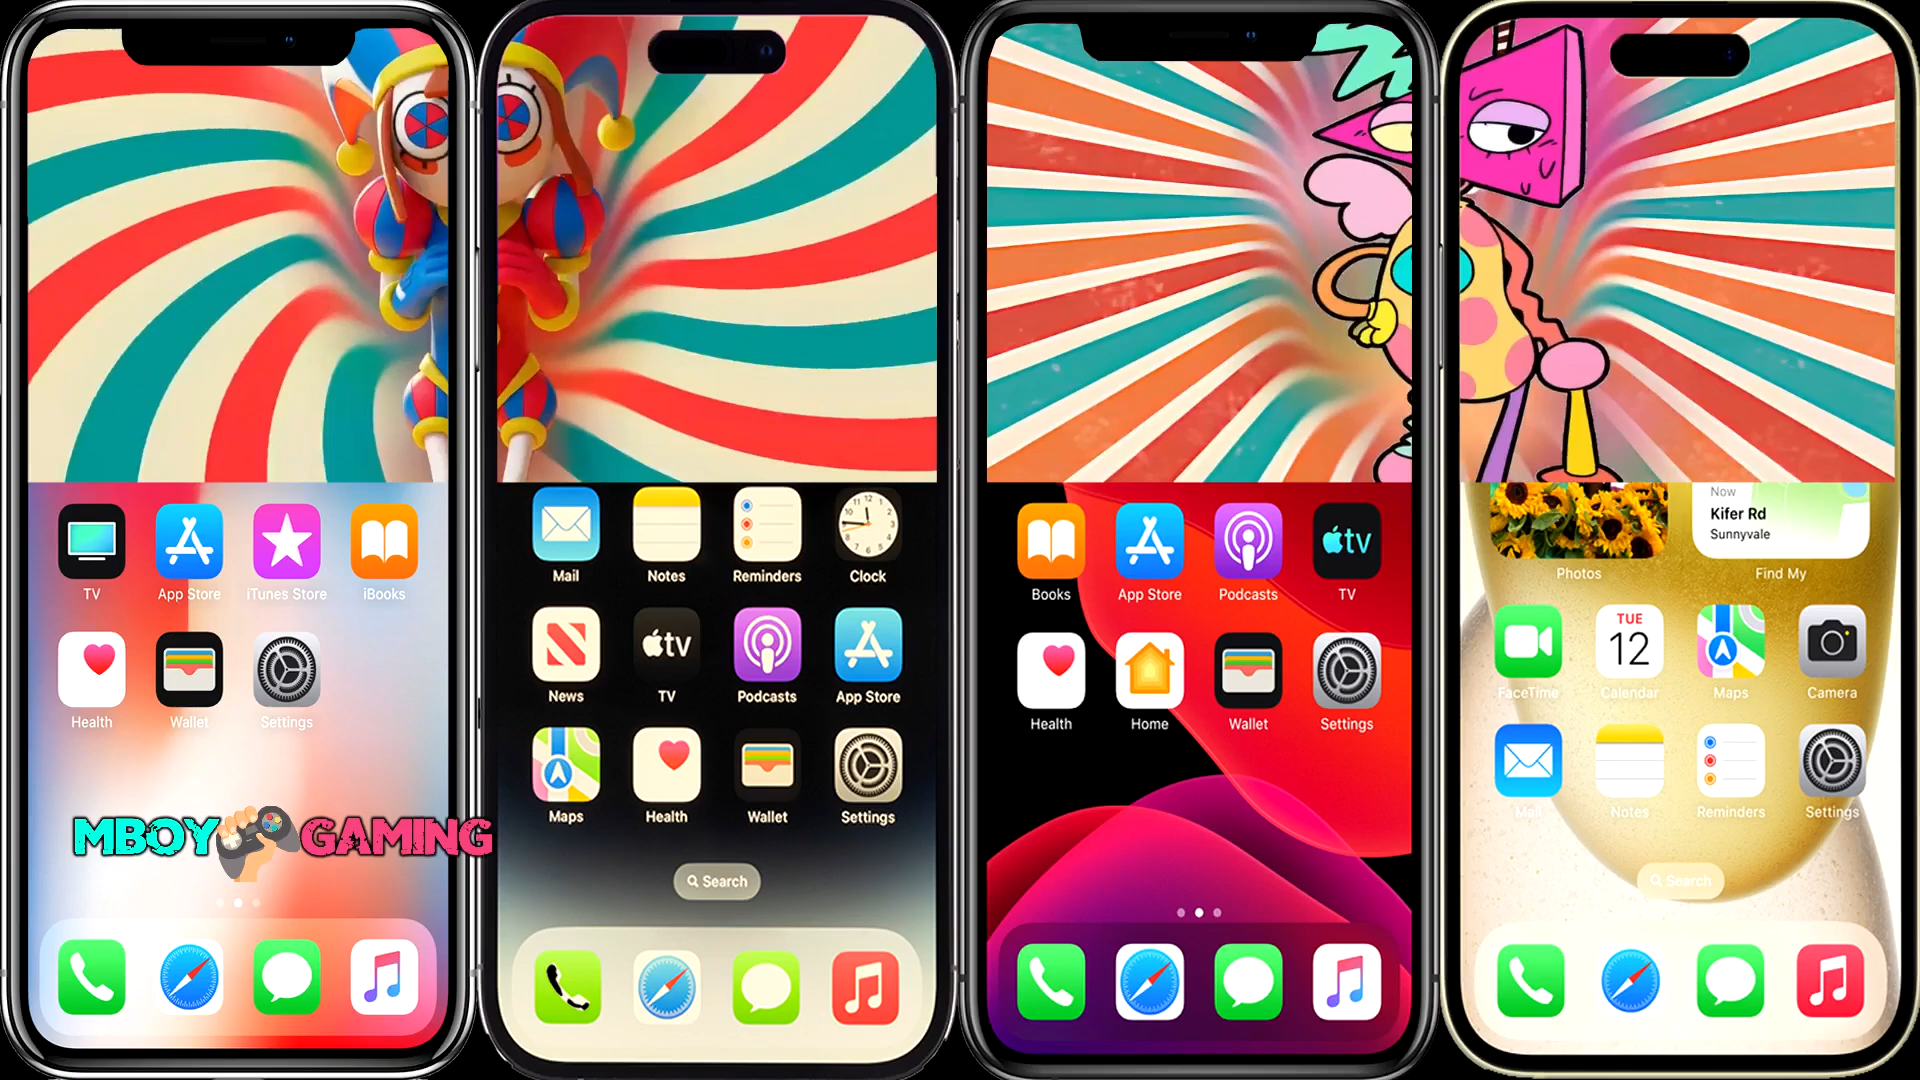 TV
App Store
iTunes Store
iBooks
Health
Wallet
Settings
MBOY GAMING
Mail
Notes
Reminders
Clock
News
tv
TV
Podcasts
App Store
Maps
Health
Wallet
Settings
Search
Books
App Store
Podcasts
tv
TV
Health
Home
Wallet
Settings
Now
Kifer Rd
Sunnyvale
Photos
Find My
TUE
12
FaceTime
Calendar
Maps
Camera
Mail
Notes
Reminders
Settings
Search